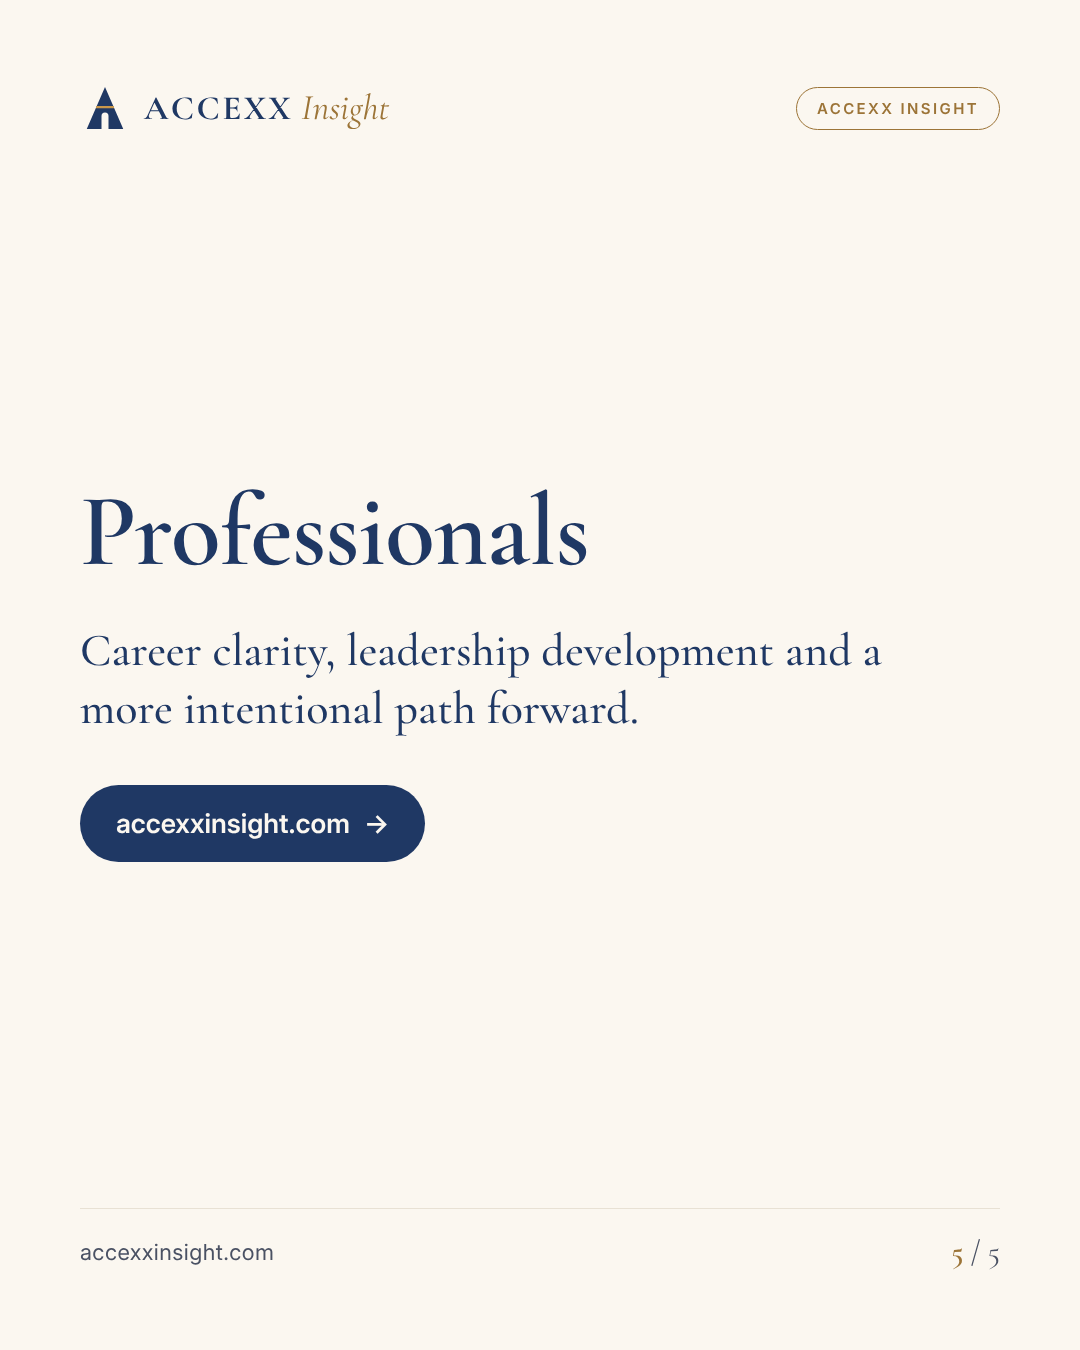 ACCEXX Insight
ACCEXX INSIGHT
Professionals
Career clarity, leadership development and a
more intentional path forward.
accexxinsight.com →
accexxinsight.com
5 / 5